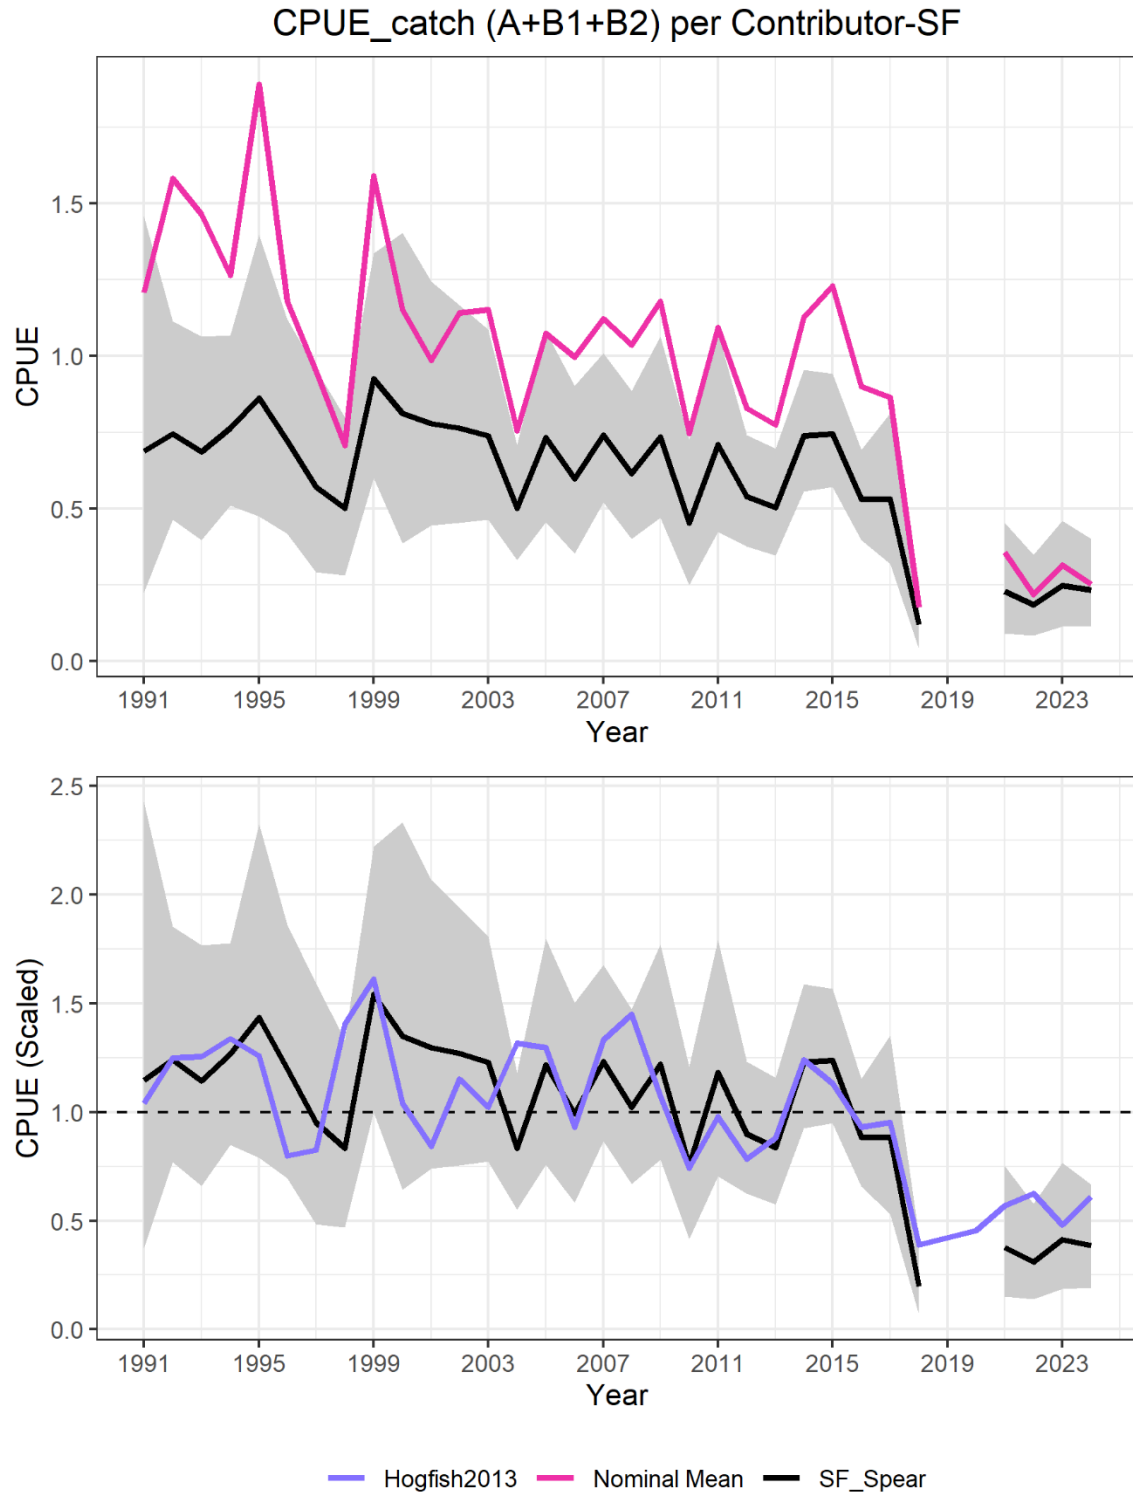 CPUE_catch (A+B1+B2) per Contributor-SF
1.5
1.0
0.5
0.0
CPUE
1991 1995 1999 2003 2007 2011 2015 2019 2023
Year
2.5
2.0
1.5
1.0
0.5
0.0
CPUE (Scaled)
1991 1995 1999 2003 2007 2011 2015 2019 2023
Year
Hogfish2013 Nominal Mean SF_Spear